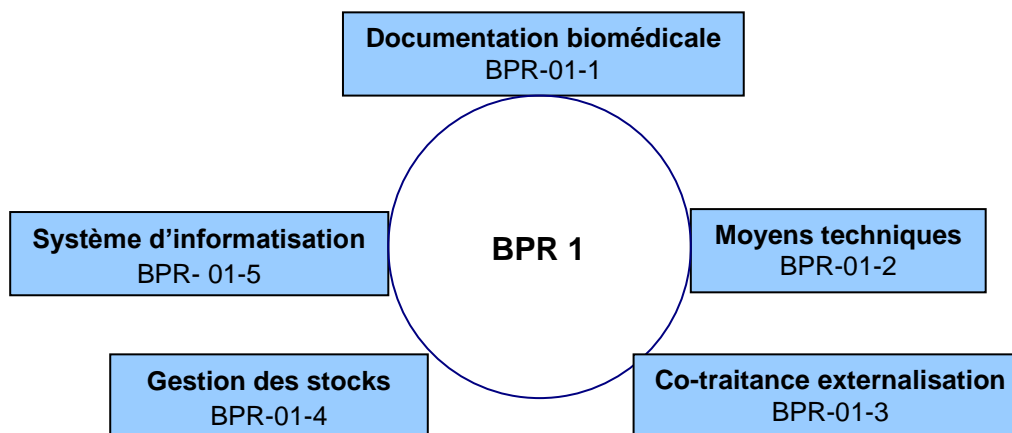 Documentation biomédicale
BPR-01-1
Système d’informatisation
BPR- 01-5
BPR 1
Moyens techniques
BPR-01-2
Gestion des stocks
BPR-01-4
Co-traitance externalisation
BPR-01-3